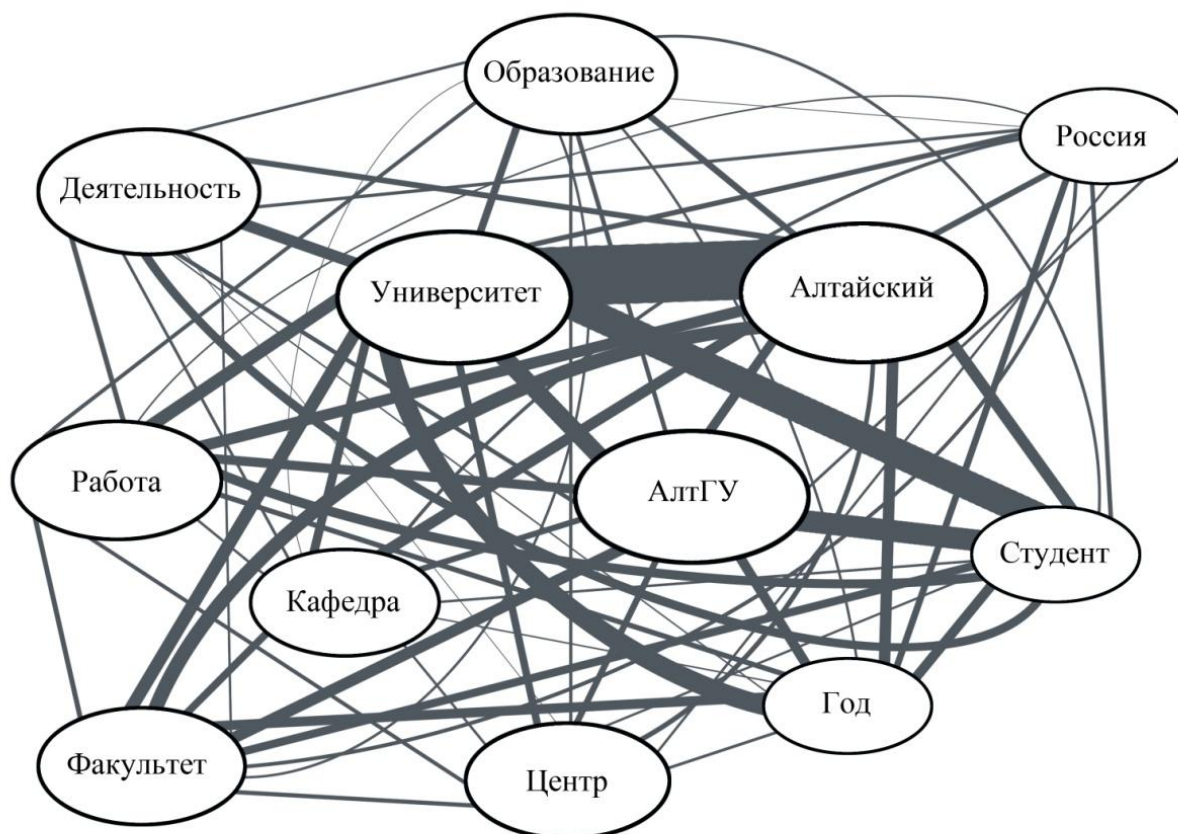 Образование
Россия
Деятельность
Университет
Алтайский
Работа
АлтГУ
Студент
Кафедра
Год
Факультет
Центр